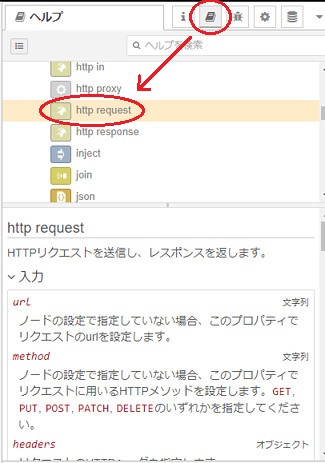 ヘルプ
ヘルプを検索
http in
http proxy
http request
http response
inject
join
json
http request
HTTPリクエストを送信し、レスポンスを返します。
入力
url 文字列
ノードの設定で指定していない場合、このプロパティで
リクエストのurlを設定します。
method 文字列
ノードの設定で指定していない場合、このプロパティで
リクエストに用いるHTTPメソッドを設定します。GET,
PUT, POST, PATCH, DELETEのいずれかを指定してくださ
い。
headers オブジェクト